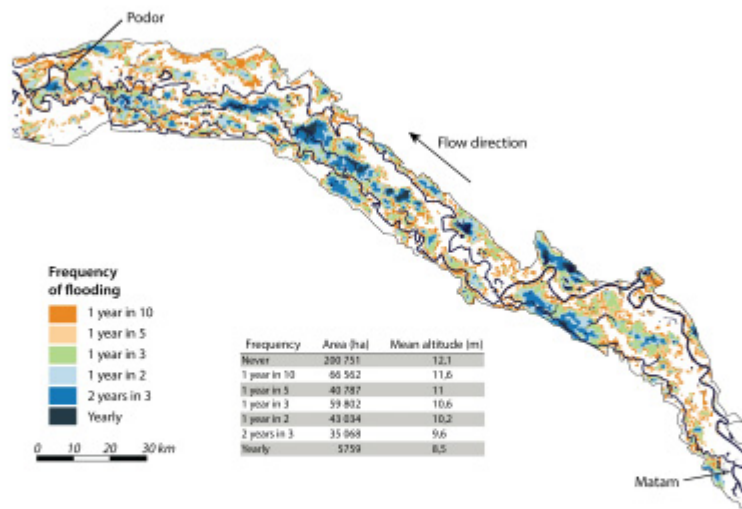 Podor
Flow direction
Frequency
of flooding
1 year in 10
1 year in 5
1 year in 3
1 year in 2
2 years in 3
Yearly
0 10 20 30 km
Frequency Area (ha) Mean altitude (m)
Never 200 751 12,1
1 year in 10 66 562 11,6
1 year in 5 40 787 11
1 year in 3 59 802 10,6
1 year in 2 43 034 10,2
2 years in 3 35 068 9,6
Yearly 5759 8,5
Matam